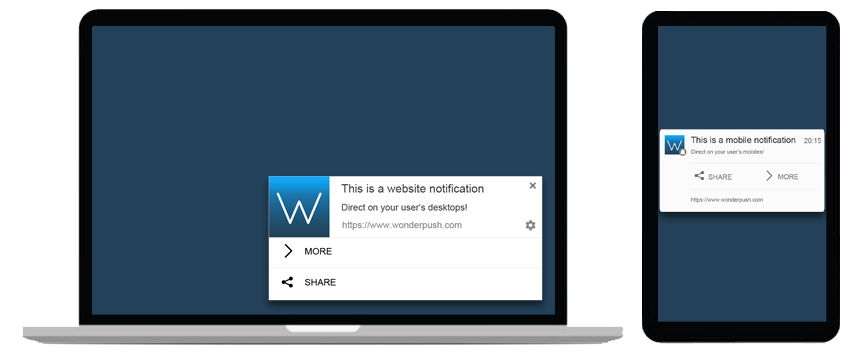 W
This is a website notification
Direct on your user's desktops!
https://www.wonderpush.com
MORE
SHARE
W
This is a mobile notification 20:15
Direct on your user's mobiles!
SHARE MORE
https://www.wonderpush.com